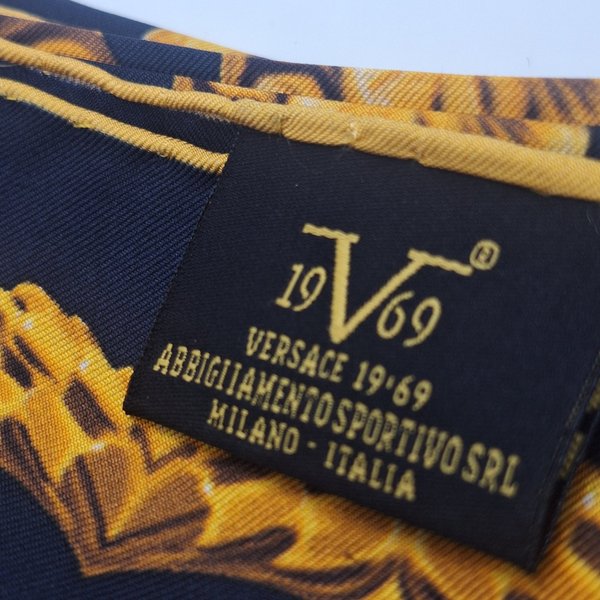 19V69®
VERSACE 19•69
ABBIGLIAMENTO SPORTIVO SRL
MILANO - ITALIA